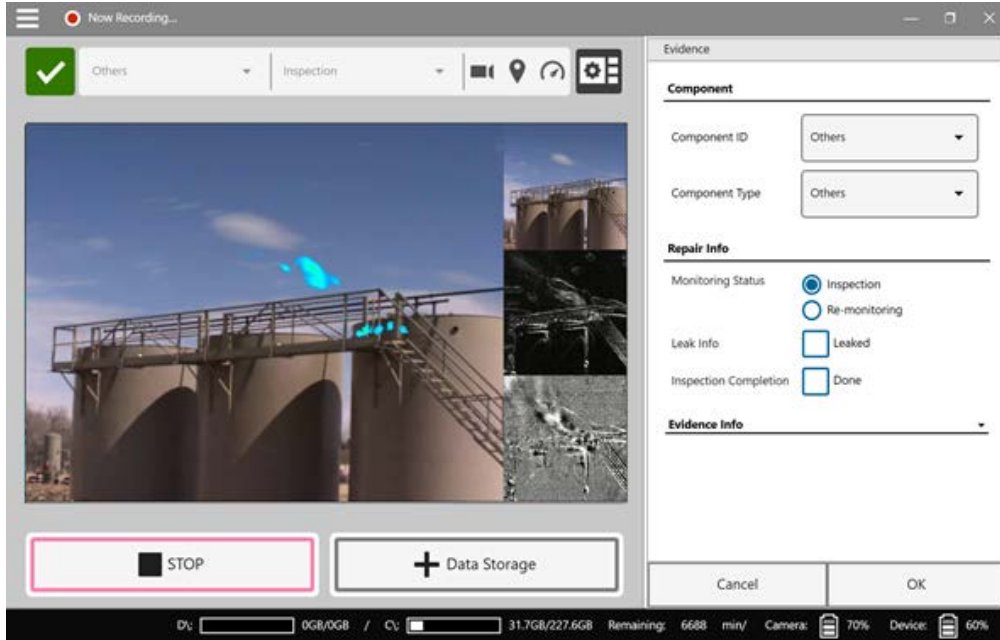 Now Recording...
Others
Inspection
Evidence
Component
Component ID
Others
Component Type
Others
Repair Info
Monitoring Status
Inspection
Re-monitoring
Leak Info
Leaked
Inspection Completion
Done
Evidence Info
STOP
Data Storage
Cancel
OK
D\: 0GB/0GB / C\: 31.7GB/227.6GB Remaining: 6688 min/ Camera: 70% Device: 60%